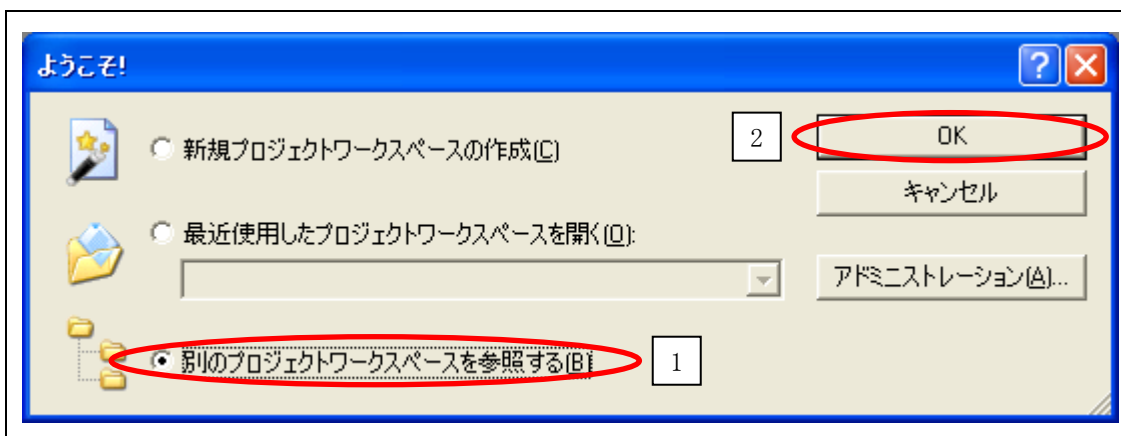 ようこそ!
新規プロジェクトワークスペースの作成(C)
2
OK
キャンセル
最近使用したプロジェクトワークスペースを開く(O):
アドミニストレーション(A)...
別のプロジェクトワークスペースを参照する(B)
1